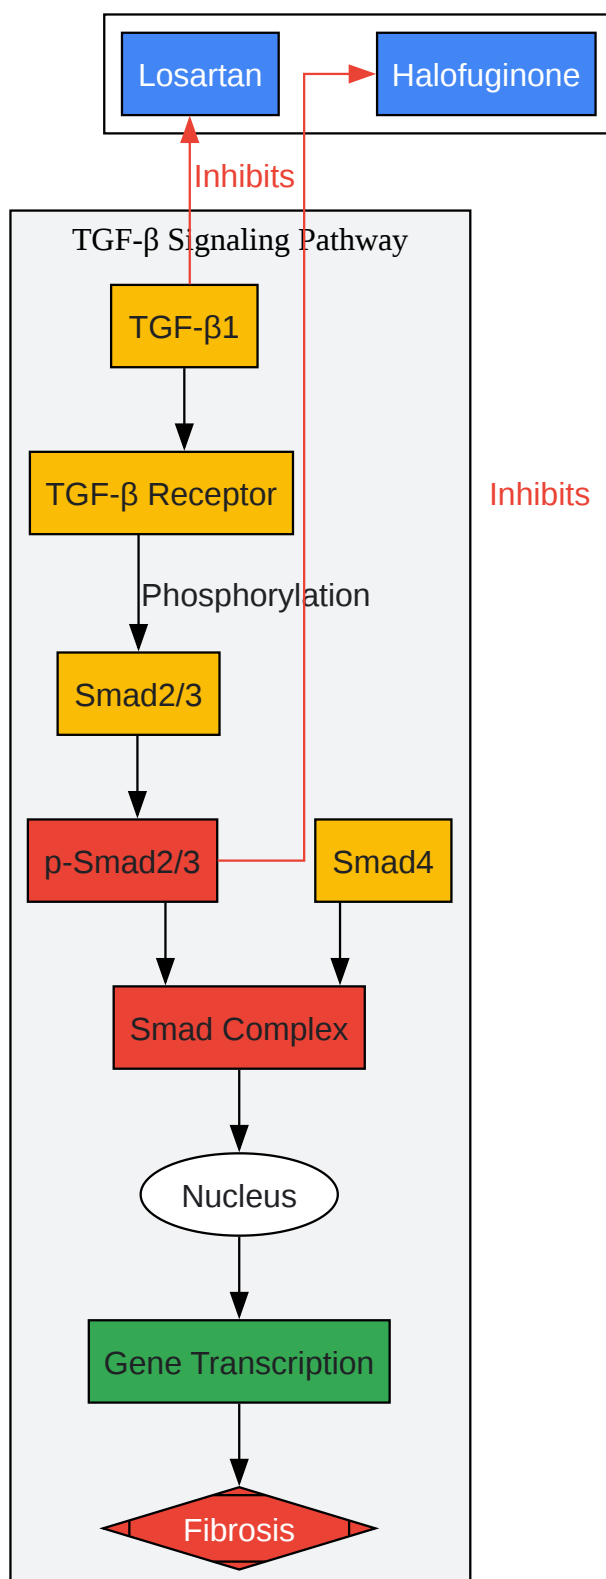 Losartan
Halofuginone
Inhibits
TGF-β Signaling Pathway
TGF-β1
TGF-β Receptor
Inhibits
Phosphorylation
Smad2/3
p-Smad2/3
Smad4
Smad Complex
Nucleus
Gene Transcription
Fibrosis